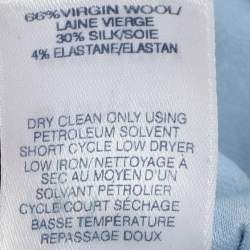 66% VIRGIN WOOL/
LAINE VIERGE
30% SILK/SOIE
4% ELASTANE/ELASTAN
DRY CLEAN ONLY USING
PETROLEUM SOLVENT
SHORT CYCLE LOW DRYER
LOW IRON/NETTOYAGE À
SEC AU MOYEN D'UN
SOLVANT PÉTROLIER
CYCLE COURT SÉCHAGE
BASSE TEMPÉRATURE
REPASSAGE DOUX